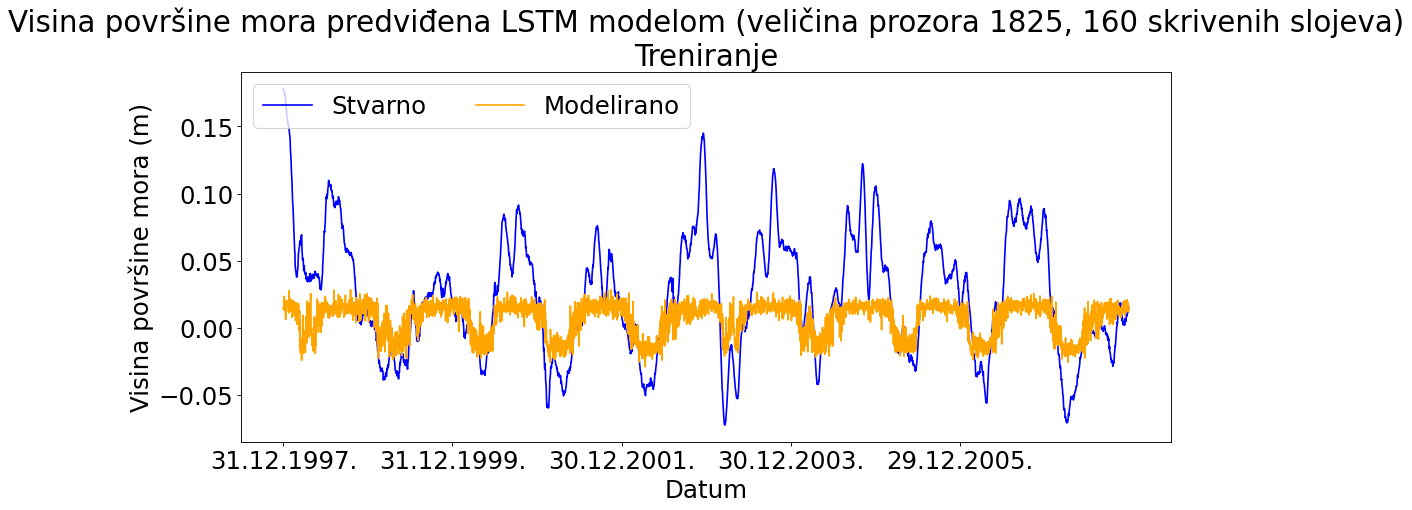 Visina površine mora predviđena LSTM modelom (veličina prozora 1825, 160 skrivenih slojeva)
Treniranje
Stvarno Modelirano
Visina površine mora (m)
0.15
0.10
0.05
0.00
−0.05
31.12.1997. 31.12.1999. 30.12.2001. 30.12.2003. 29.12.2005.
Datum